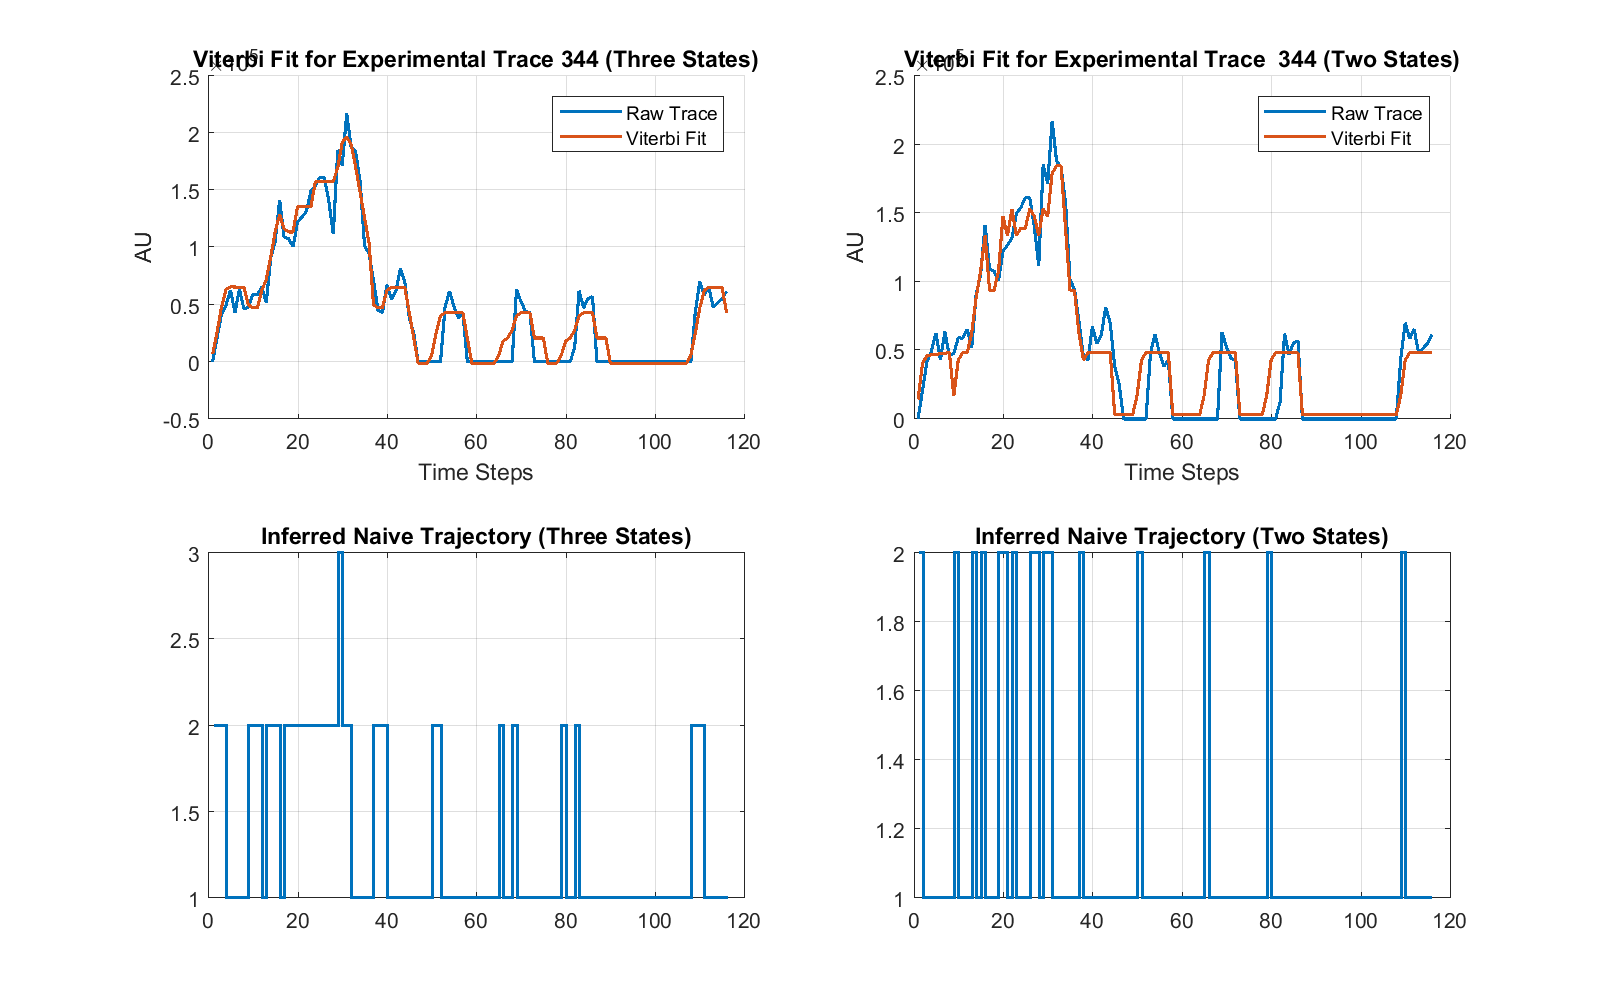 Viterbi Fit for Experimental Trace 344 (Three States)
×10^5
2.5
2
1.5
1
0.5
0
-0.5
AU
Raw Trace
Viterbi Fit
0 20 40 60 80 100 120
Time Steps
Viterbi Fit for Experimental Trace 344 (Two States)
×10^5
2.5
2
1.5
1
0.5
0
AU
Raw Trace
Viterbi Fit
0 20 40 60 80 100 120
Time Steps
Inferred Naive Trajectory (Three States)
3
2.5
2
1.5
1
0 20 40 60 80 100 120
Inferred Naive Trajectory (Two States)
2
1.8
1.6
1.4
1.2
1
0 20 40 60 80 100 120